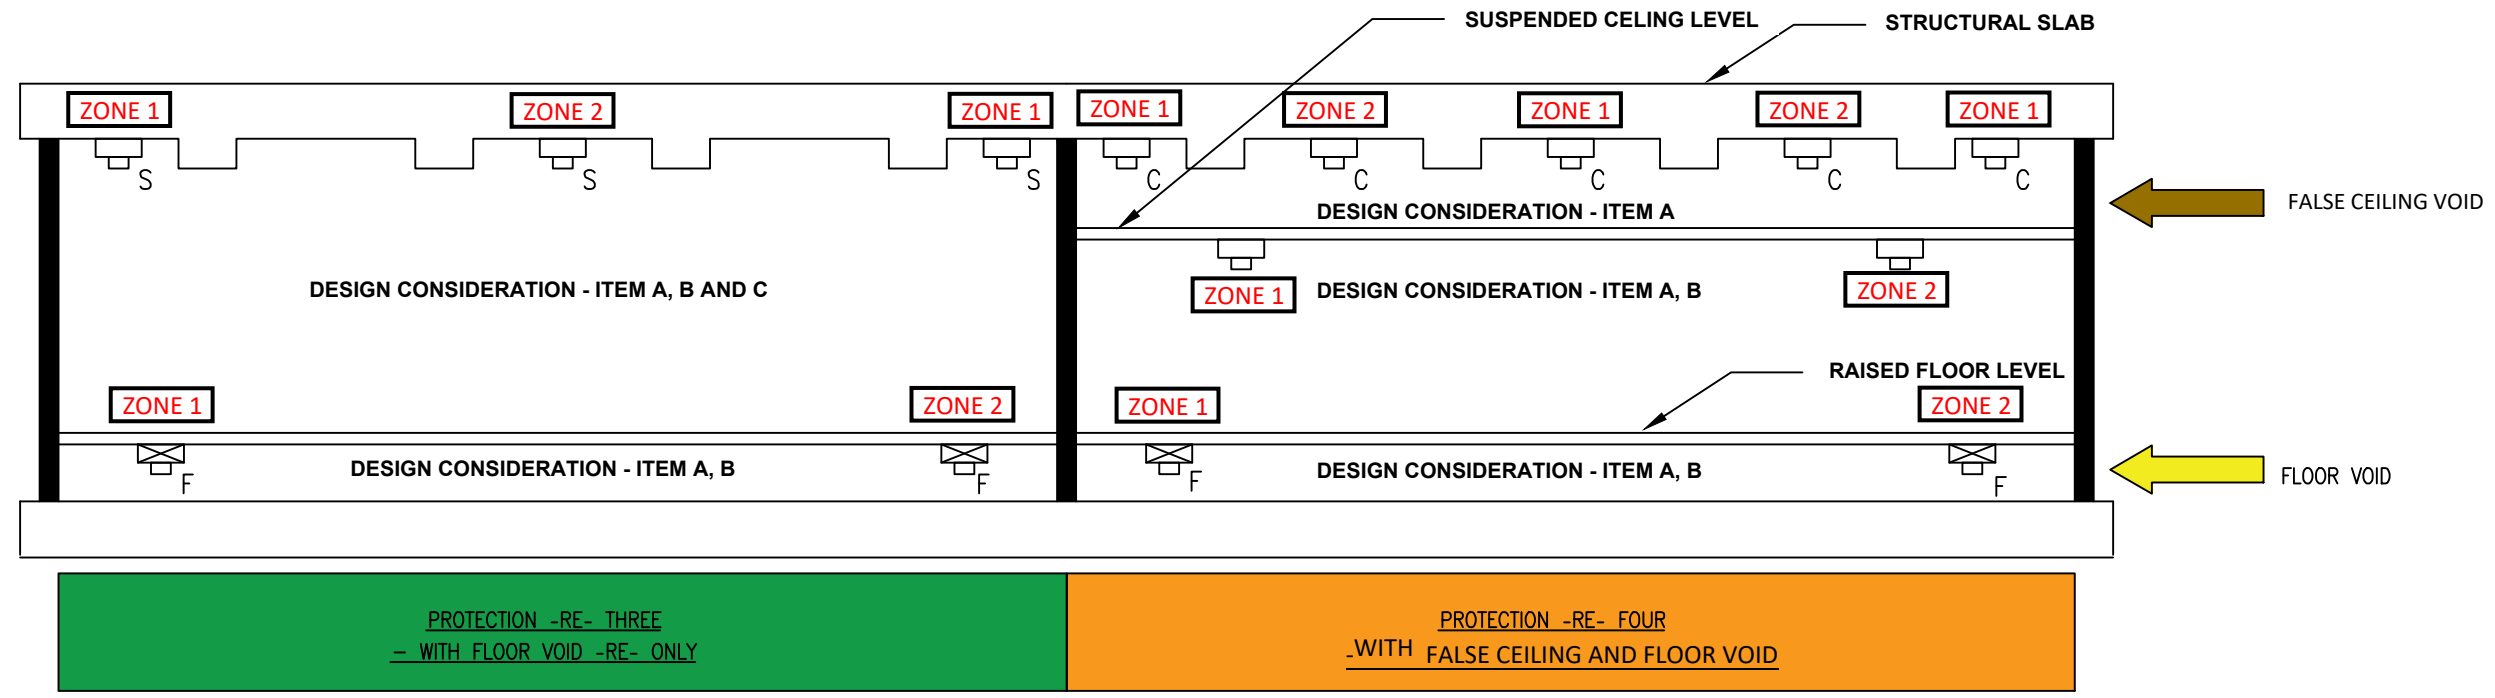 SUSPENDED CELING LEVEL
STRUCTURAL SLAB
ZONE 1
ZONE 2
ZONE 1
ZONE 1
ZONE 2
ZONE 1
ZONE 2
ZONE 1
S
S
S
C
C
C
C
C
FALSE CEILING VOID
DESIGN CONSIDERATION - ITEM A
DESIGN CONSIDERATION - ITEM A, B AND C
ZONE 1
DESIGN CONSIDERATION - ITEM A, B
ZONE 2
RAISED FLOOR LEVEL
ZONE 1
ZONE 2
ZONE 1
ZONE 2
F
DESIGN CONSIDERATION - ITEM A, B
F
F
DESIGN CONSIDERATION - ITEM A, B
F
FLOOR VOID
PROTECTION -RE- THREE
- WITH FLOOR VOID -RE- ONLY
PROTECTION -RE- FOUR
-WITH FALSE CEILING AND FLOOR VOID